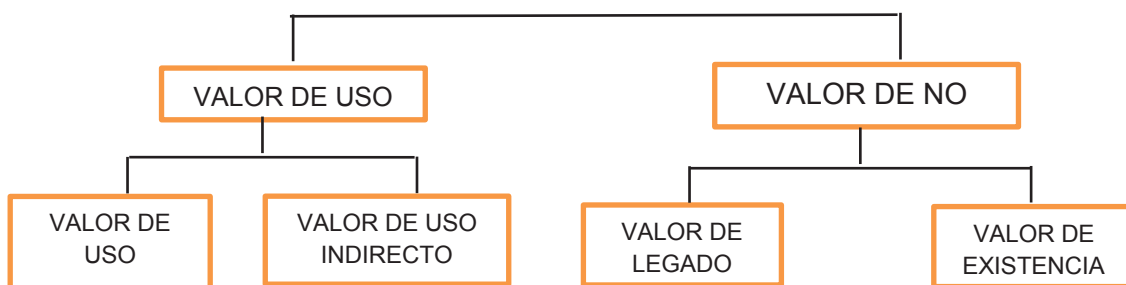 VALOR DE USO
VALOR DE NO
VALOR DE
USO
VALOR DE USO
INDIRECTO
VALOR DE
LEGADO
VALOR DE
EXISTENCIA